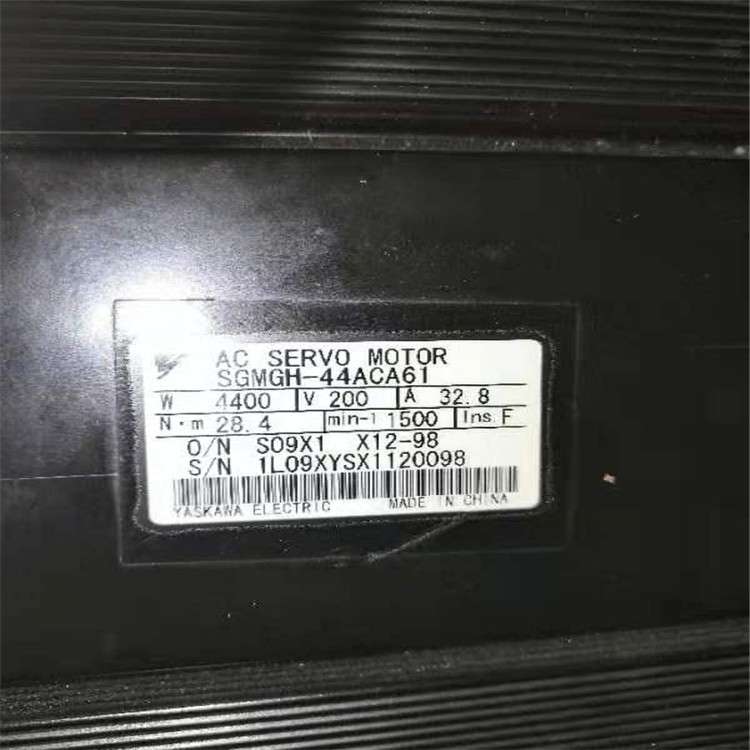 AC SERVO MOTOR
SGMGH-44ACA61
W 4400 V 200 A 32.8
N·m 28.4 min-1 1500 Ins. F
O/N S09X1 X12-98
S/N 1L09XYSX1120098
YASKAWA ELECTRIC MADE IN CHINA